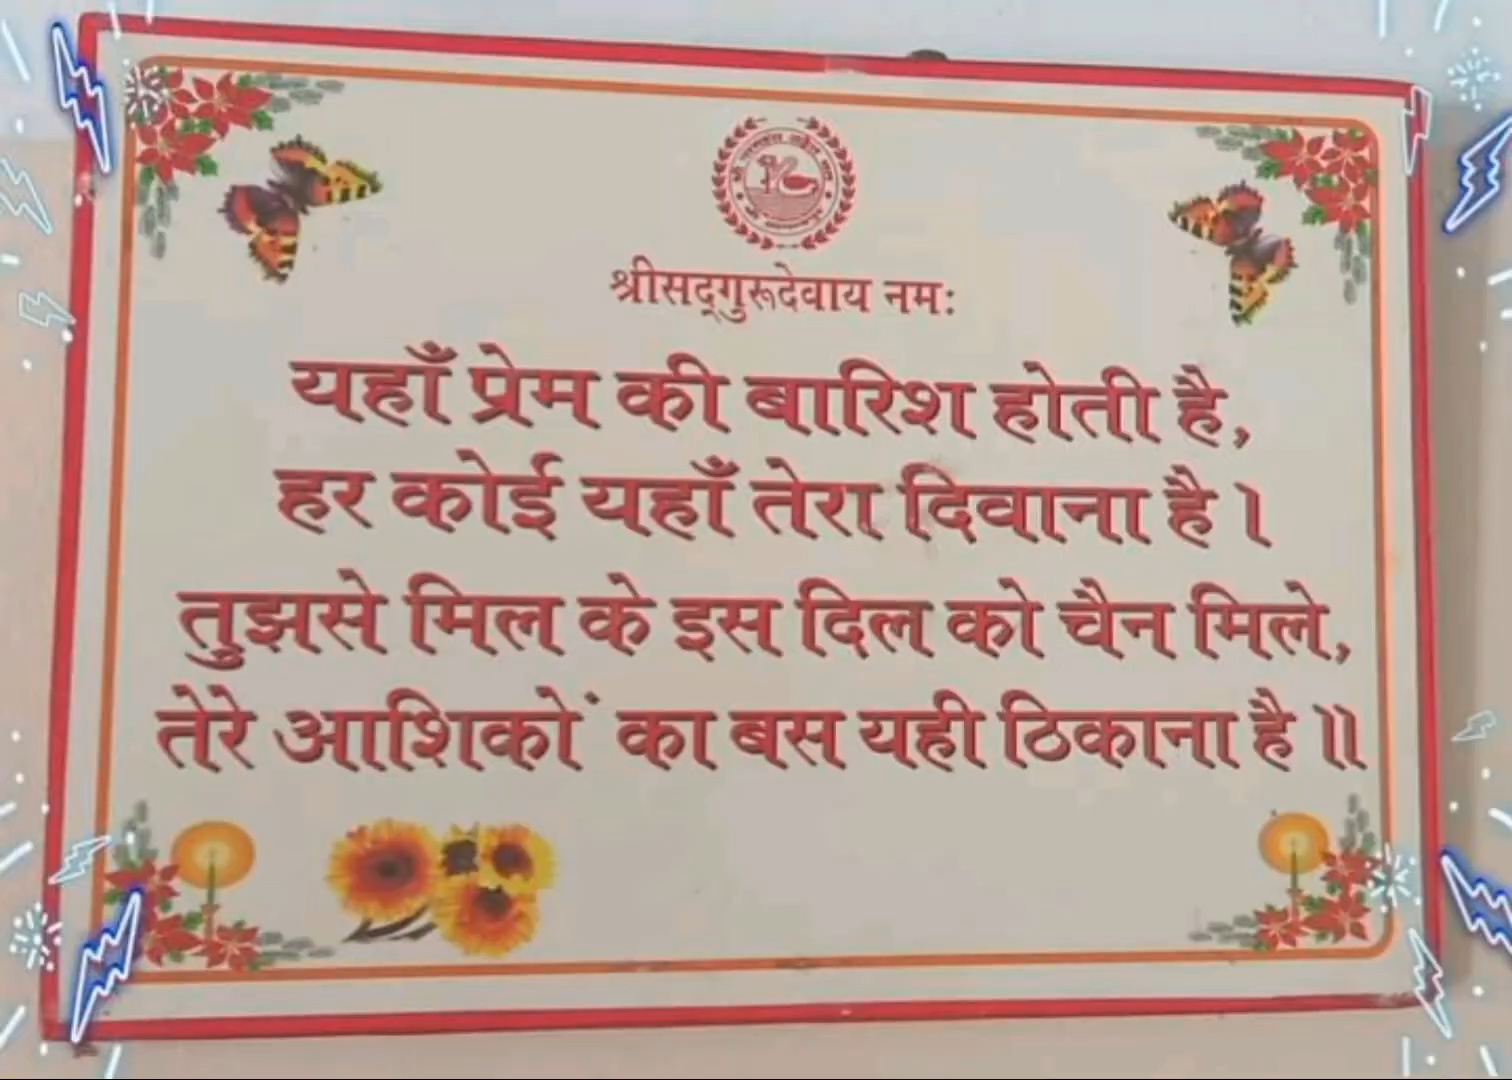 श्रीसद्‌गुरूदेवाय नमः
यहाँ प्रेम की बारिश होती है,
हर कोई यहाँ तेरा दिवाना है।
तुझसे मिल के इस दिल को चैन मिले,
तेरे आशिकों का बस यही ठिकाना है॥